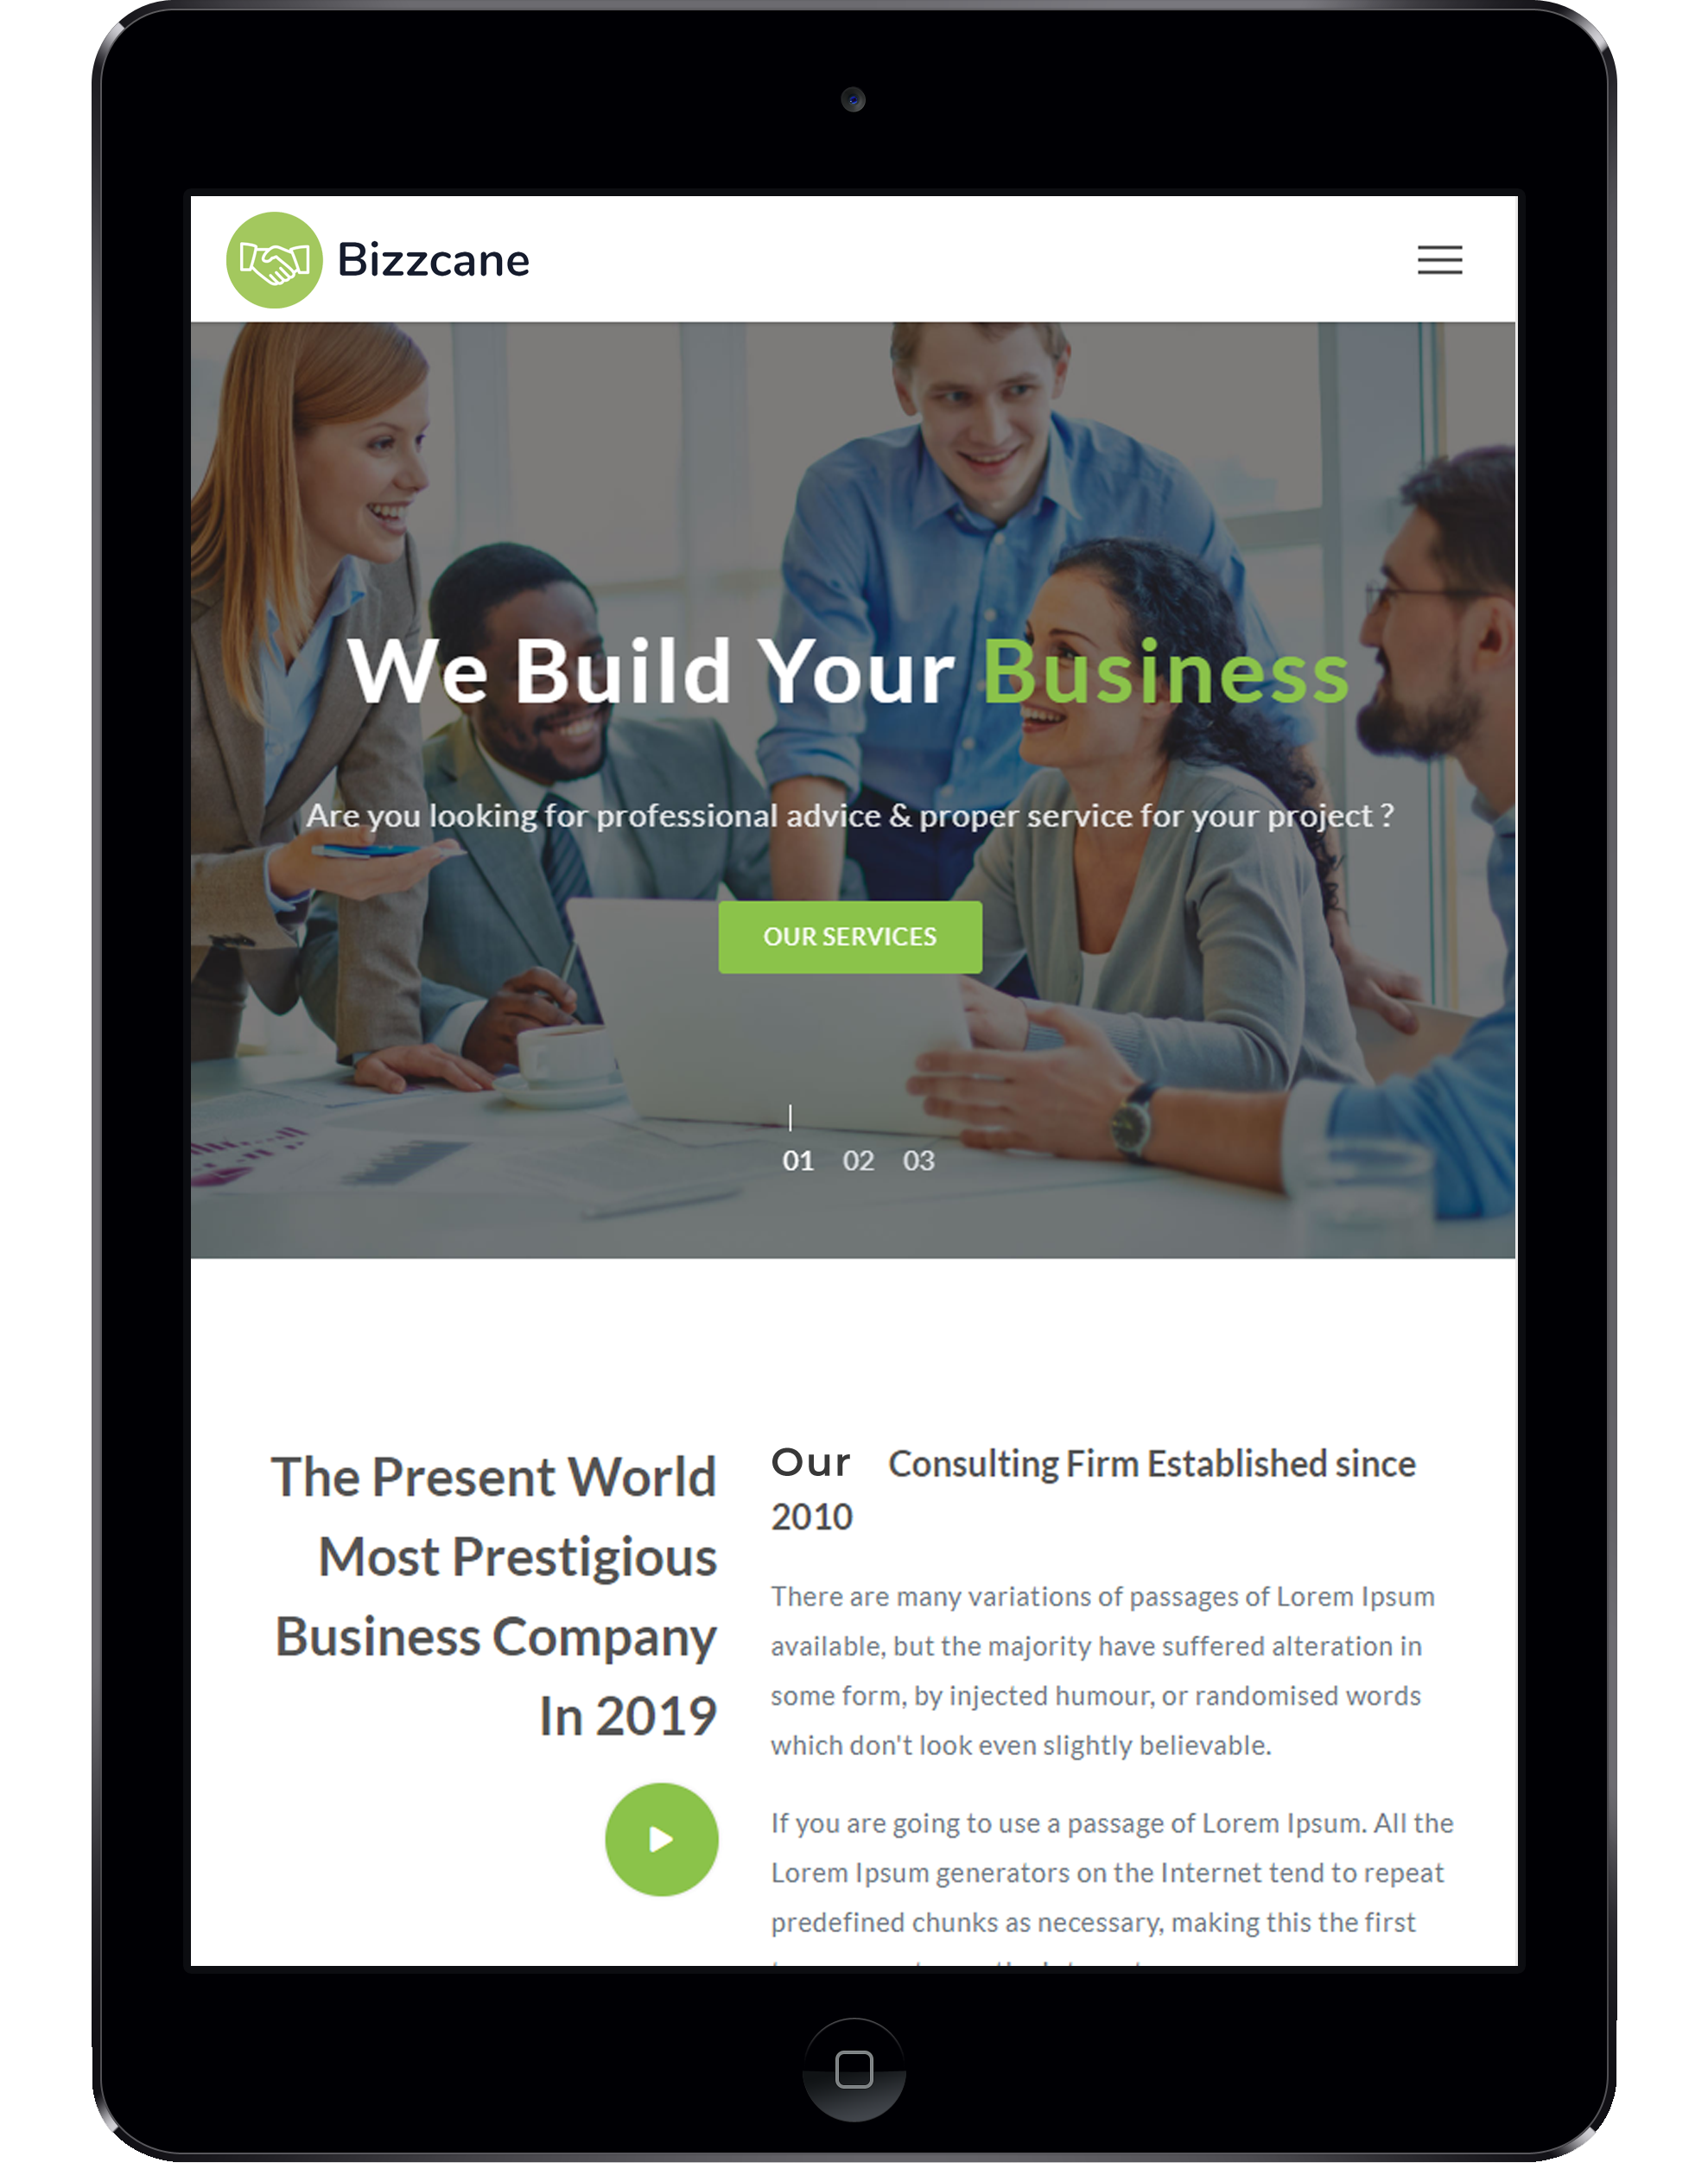 Bizzcane
We Build Your Business
Are you looking for professional advice & proper service for your project ?
OUR SERVICES
01 02 03
The Present World
Most Prestigious
Business Company
In 2019
Our Consulting Firm Established since
2010
There are many variations of passages of Lorem Ipsum
available, but the majority have suffered alteration in
some form, by injected humour, or randomised words
which don't look even slightly believable.
If you are going to use a passage of Lorem Ipsum. All the
Lorem Ipsum generators on the Internet tend to repeat
predefined chunks as necessary, making this the first